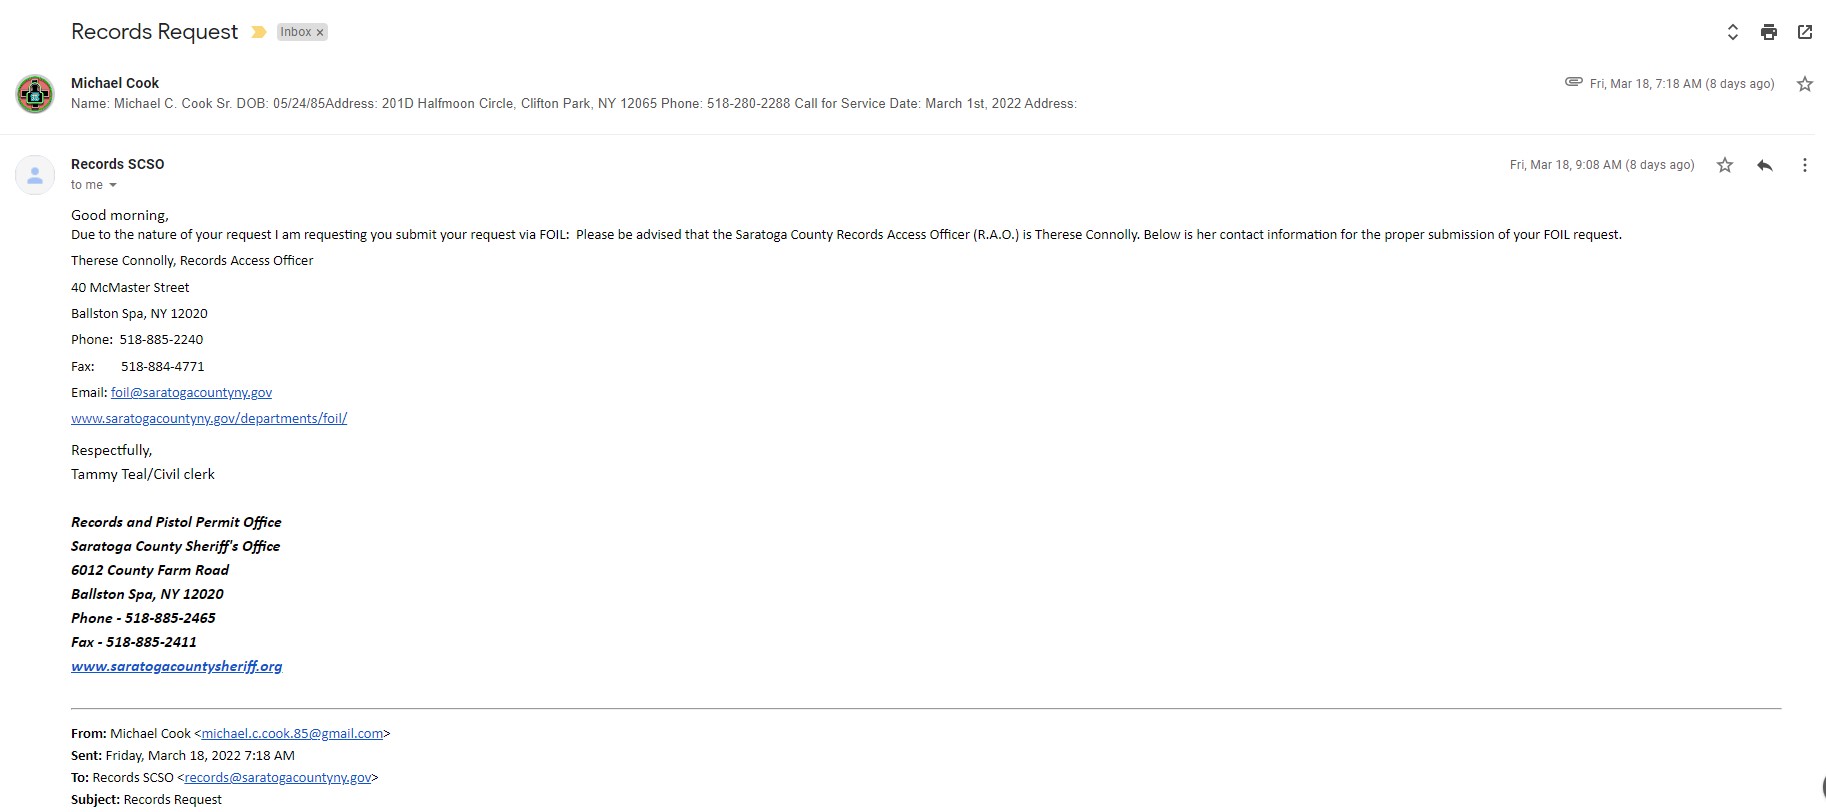 Records Request Inbox ×
Michael Cook Fri, Mar 18, 7:18 AM (8 days ago)
Name: Michael C. Cook Sr. DOB: 05/24/85Address: 201D Halfmoon Circle, Clifton Park, NY 12065 Phone: 518-280-2288 Call for Service Date: March 1st, 2022 Address:
Records SCSO Fri, Mar 18, 9:08 AM (8 days ago)
to me
Good morning,
Due to the nature of your request I am requesting you submit your request via FOIL:  Please be advised that the Saratoga County Records Access Officer (R.A.O.) is Therese Connolly. Below is her contact information for the proper submission of your FOIL request.
Therese Connolly, Records Access Officer
40 McMaster Street
Ballston Spa, NY 12020
Phone:  518-885-2240
Fax:  518-884-4771
Email: foil@saratogacountyny.gov
www.saratogacountyny.gov/departments/foil/
Respectfully,
Tammy Teal/Civil clerk
Records and Pistol Permit Office
Saratoga County Sheriff's Office
6012 County Farm Road
Ballston Spa, NY 12020
Phone - 518-885-2465
Fax - 518-885-2411
www.saratogacountysheriff.org
From: Michael Cook <michael.c.cook.85@gmail.com>
Sent: Friday, March 18, 2022 7:18 AM
To: Records SCSO <records@saratogacountyny.gov>
Subject: Records Request